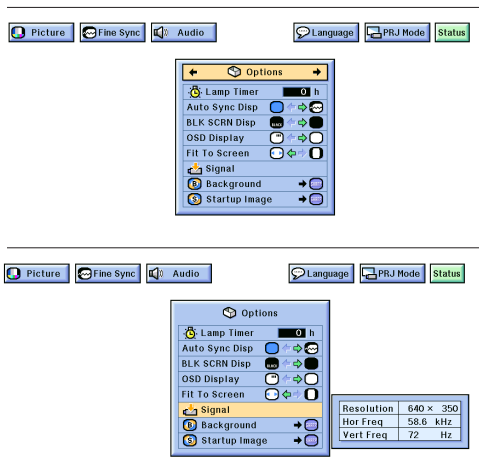 Picture Fine Sync Audio Language PRJ Mode Status
Options
Lamp Timer 0 h
Auto Sync Disp
BLK SCRN Disp BLACK
OSD Display
Fit To Screen
Signal
Background
Startup Image
Picture Fine Sync Audio Language PRJ Mode Status
Options
Lamp Timer 0 h
Auto Sync Disp
BLK SCRN Disp BLACK
OSD Display
Fit To Screen
Signal
Background
Startup Image
Resolution 640 × 350
Hor Freq 58.6 kHz
Vert Freq 72 Hz